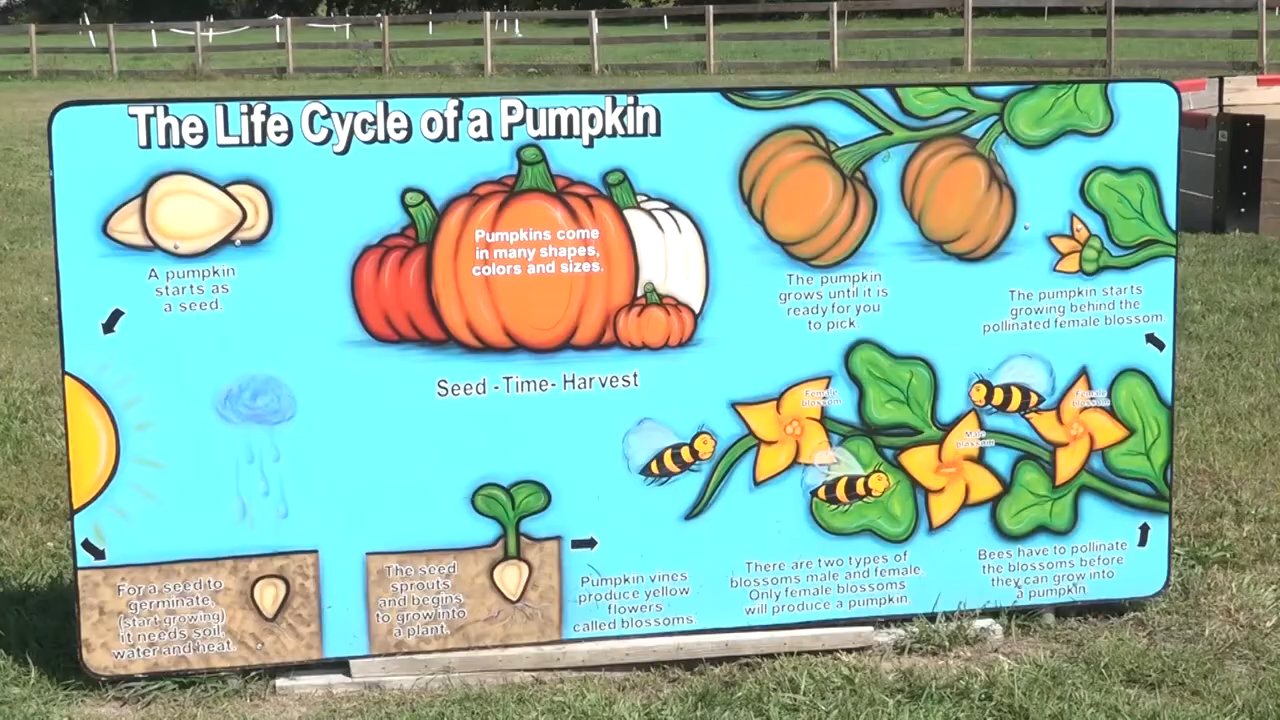 The Life Cycle of a Pumpkin
A pumpkin
starts as
a seed.
Pumpkins come
in many shapes,
colors and sizes.
Seed -Time- Harvest
For a seed to
germinate,
(start growing)
it needs soil,
water and heat.
The seed
sprouts
and begins
to grow into
a plant.
Pumpkin vines
produce yellow
flowers
called blossoms.
There are two types of
blossoms male and female.
Only female blossoms
will produce a pumpkin.
Female
blossom
Male
blossom
Female
blossom
Bees have to pollinate
the blossoms before
they can grow into
a pumpkin.
The pumpkin starts
growing behind the
pollinated female blossom.
The pumpkin
grows until it is
ready for you
to pick.